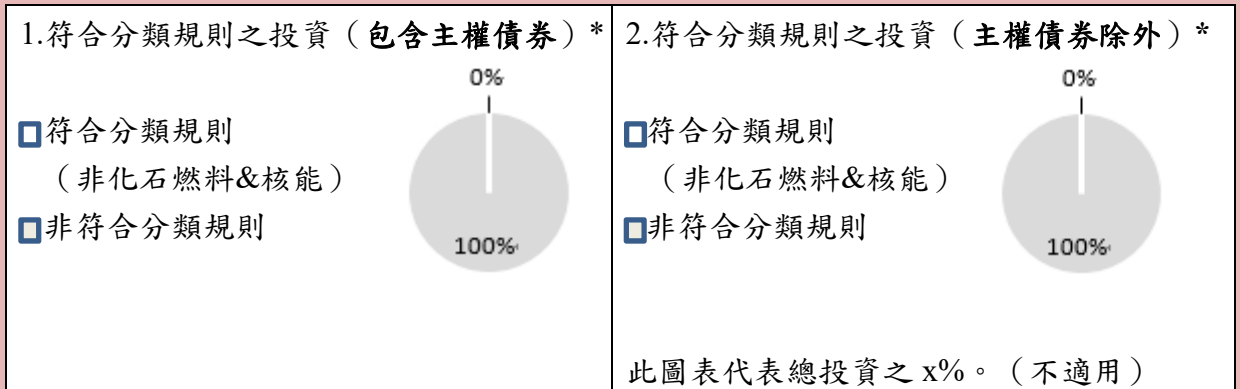 1.符合分類規則之投資（包含主權債券）*
0%
符合分類規則
（非化石燃料&核能）
非符合分類規則
100%
2.符合分類規則之投資（主權債券除外）*
0%
符合分類規則
（非化石燃料&核能）
非符合分類規則
100%
此圖表代表總投資之 x%。（不適用）